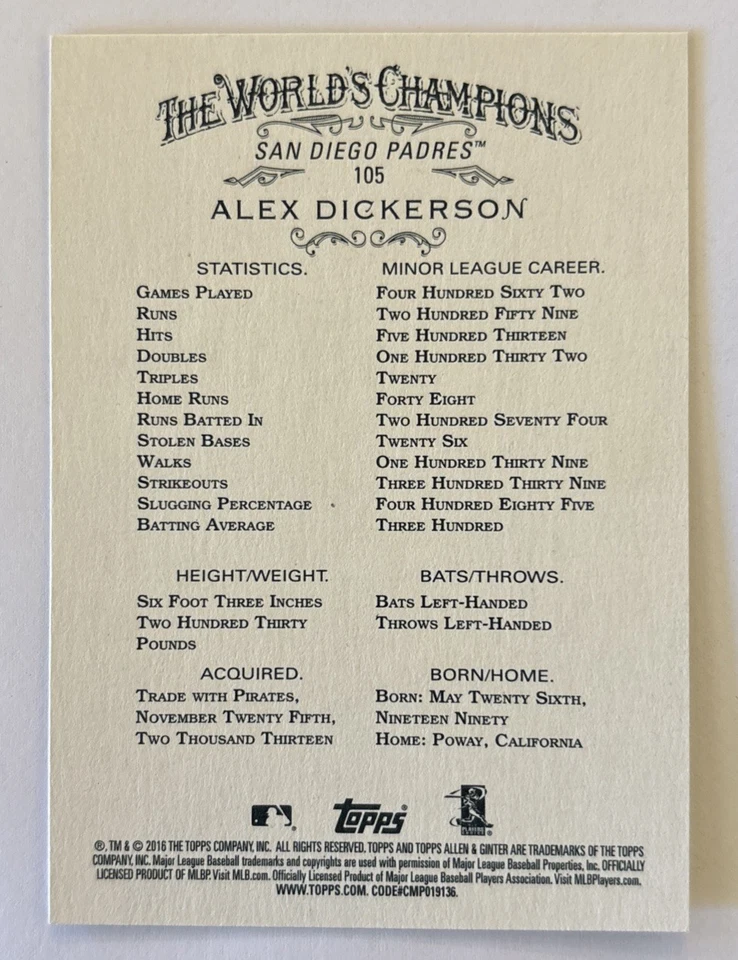 THE WORLD'S CHAMPIONS
SAN DIEGO PADRES™
105
ALEX DICKERSON
STATISTICS. MINOR LEAGUE CAREER.
GAMES PLAYED FOUR HUNDRED SIXTY TWO
RUNS TWO HUNDRED FIFTY NINE
HITS FIVE HUNDRED THIRTEEN
DOUBLES ONE HUNDRED THIRTY TWO
TRIPLES TWENTY
HOME RUNS FORTY EIGHT
RUNS BATTED IN TWO HUNDRED SEVENTY FOUR
STOLEN BASES TWENTY SIX
WALKS ONE HUNDRED THIRTY NINE
STRIKEOUTS THREE HUNDRED THIRTY NINE
SLUGGING PERCENTAGE FOUR HUNDRED EIGHTY FIVE
BATTING AVERAGE THREE HUNDRED
HEIGHT/WEIGHT.
SIX FOOT THREE INCHES
TWO HUNDRED THIRTY
POUNDS
BATS/THROWS.
BATS LEFT-HANDED
THROWS LEFT-HANDED
ACQUIRED.
TRADE WITH PIRATES,
NOVEMBER TWENTY FIFTH,
TWO THOUSAND THIRTEEN
BORN/HOME.
BORN: MAY TWENTY SIXTH,
NINETEEN NINETY
HOME: POWAY, CALIFORNIA
topps®
PLAYERS
®, TM & © 2016 THE TOPPS COMPANY, INC. ALL RIGHTS RESERVED. TOPPS AND TOPPS ALLEN & GINTER ARE TRADEMARKS OF THE TOPPS
COMPANY, INC. Major League Baseball trademarks and copyrights are used with permission of Major League Baseball Properties, Inc. OFFICIALLY
LICENSED PRODUCT OF MLBP. Visit MLB.com. Officially Licensed Product of Major League Baseball Players Association. Visit MLBPlayers.com.
WWW.TOPPS.COM. CODE#CMP019136.